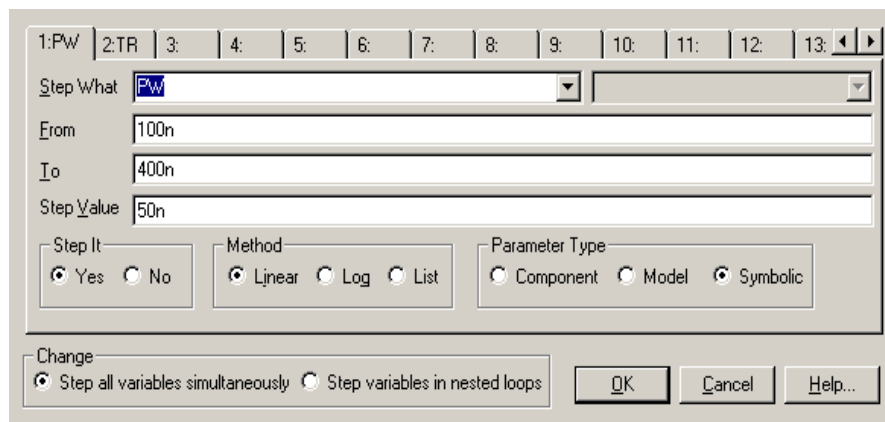 1:PW 2:TR 3: 4: 5: 6: 7: 8: 9: 10: 11: 12: 13:
Step What PW
From 100n
To 400n
Step Value 50n
Step It Method Parameter Type
Yes No Linear Log List Component Model Symbolic
Change
Step all variables simultaneously Step variables in nested loops OK Cancel Help...